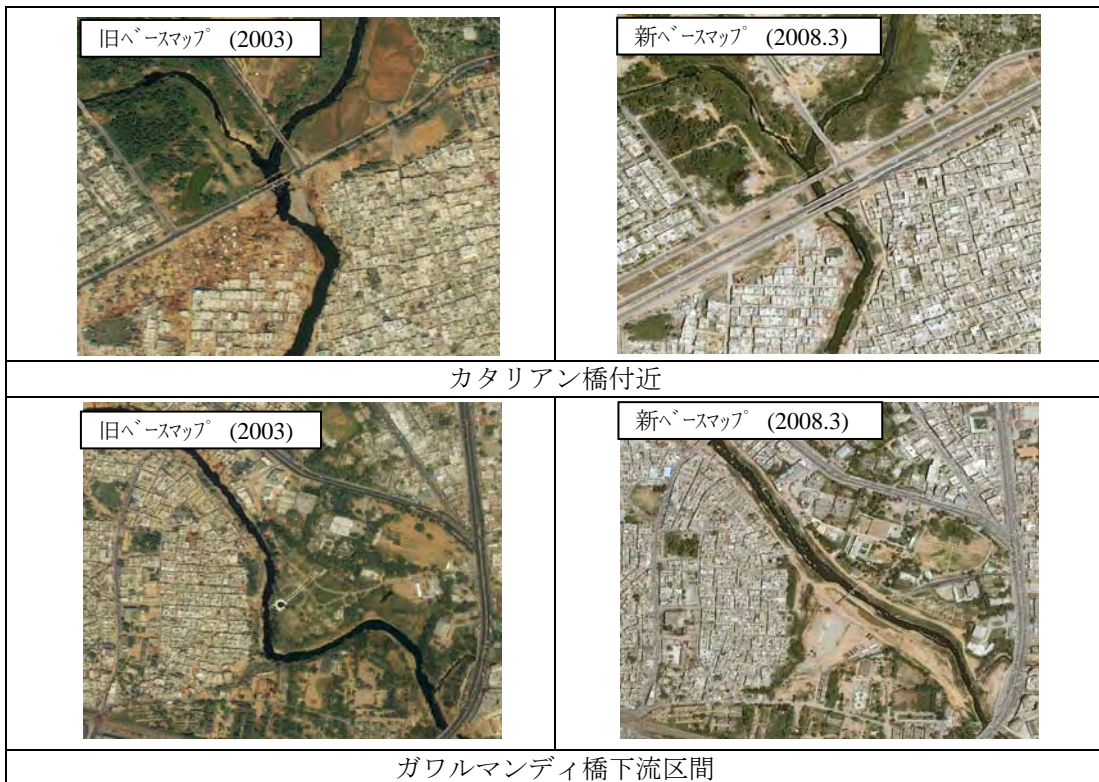 旧ベースマップ (2003)
新ベースマップ (2008.3)
カタリアン橋付近
旧ベースマップ (2003)
新ベースマップ (2008.3)
ガワルマンディ橋下流区間